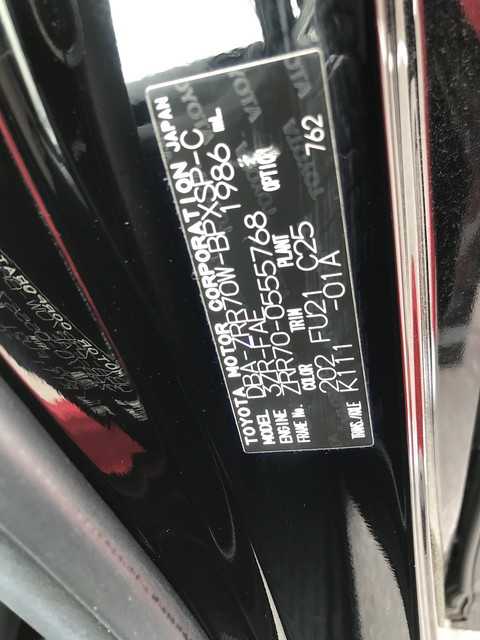 TOYOTA MOTOR CORPORATION JAPAN
MODEL DBA-ZRR70W-BPXSP-C
ENGINE 3ZR-FAE 1986 mL
FRAME No. ZRR70-0555768
COLOR TRIM PLANT OPTION
202 FU21 C25 762
TRANS./AXLE K111 -01A